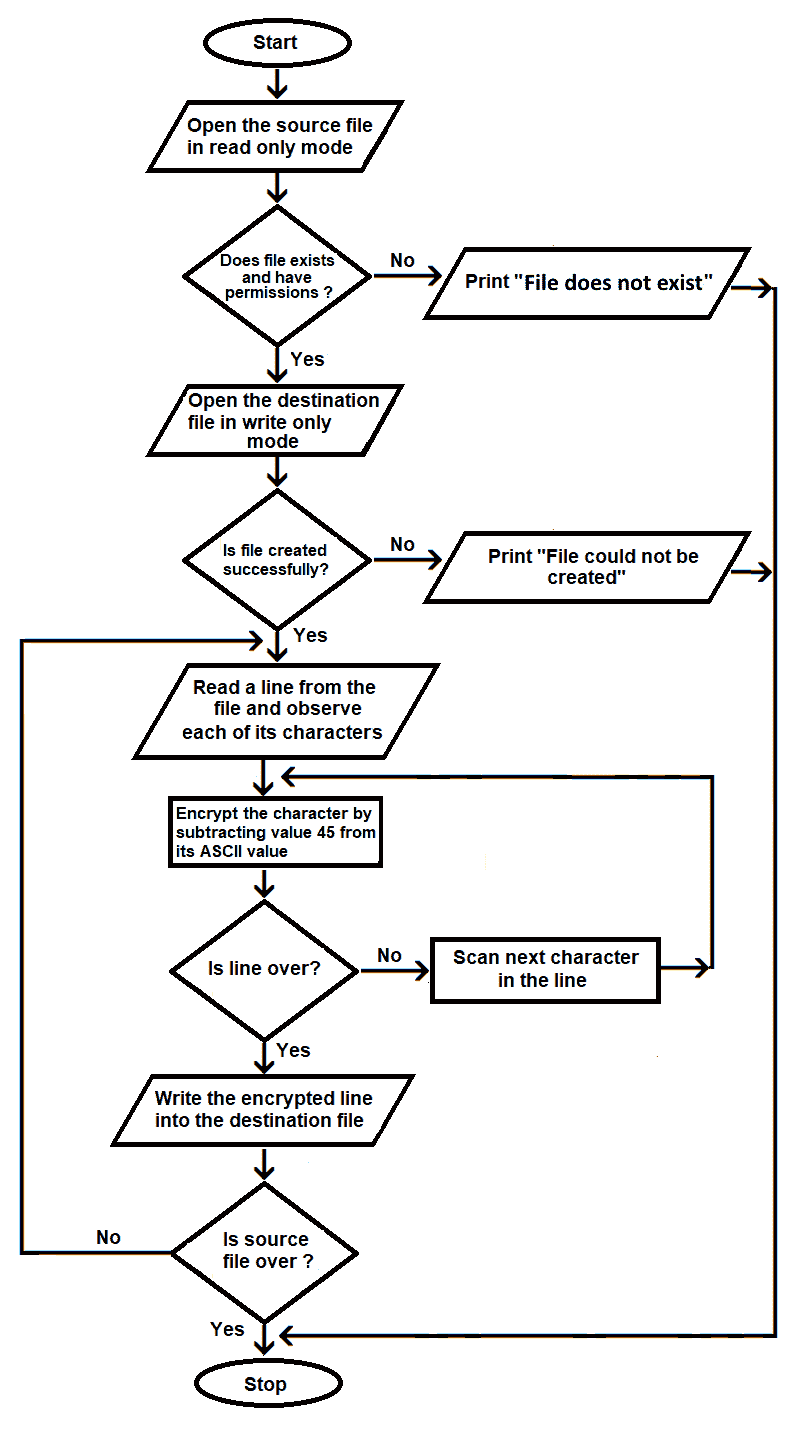 Start
Open the source file
in read only mode
Does file exists
and have
permissions ?
No
Print "File does not exist"
Yes
Open the destination
file in write only
mode
Is file created
successfully?
No
Print "File could not be
created"
Yes
Read a line from the
file and observe
each of its characters
Encrypt the character by
subtracting value 45 from
its ASCII value
Is line over?
No
Scan next character
in the line
Yes
Write the encrypted line
into the destination file
Is source
file over ?
No
Yes
Stop